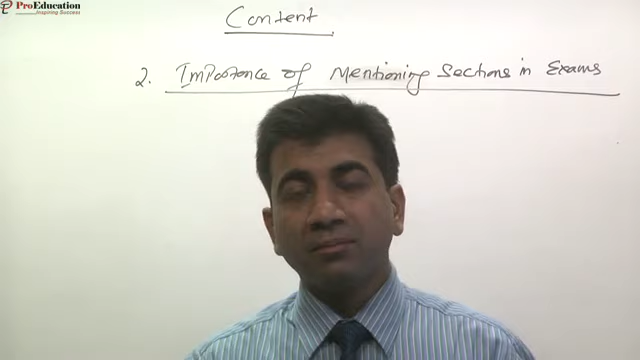 ProEducation
Inspiring Success
Content
2. Importance of Mentioning Sections in Exams